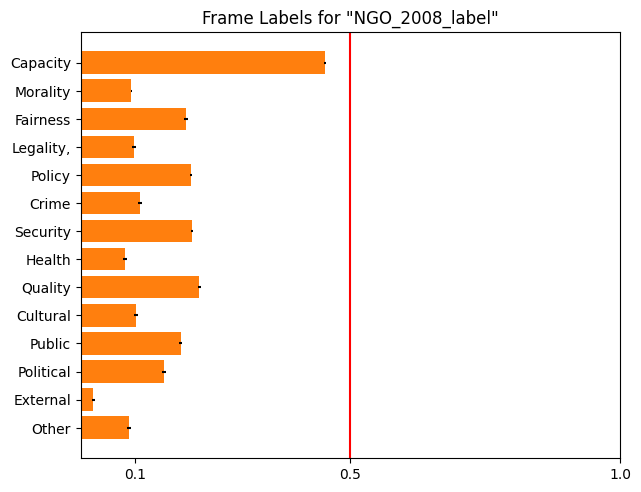 Frame Labels for "NGO_2008_label"
Capacity
Morality
Fairness
Legality,
Policy
Crime
Security
Health
Quality
Cultural
Public
Political
External
Other
0.1 0.5 1.0